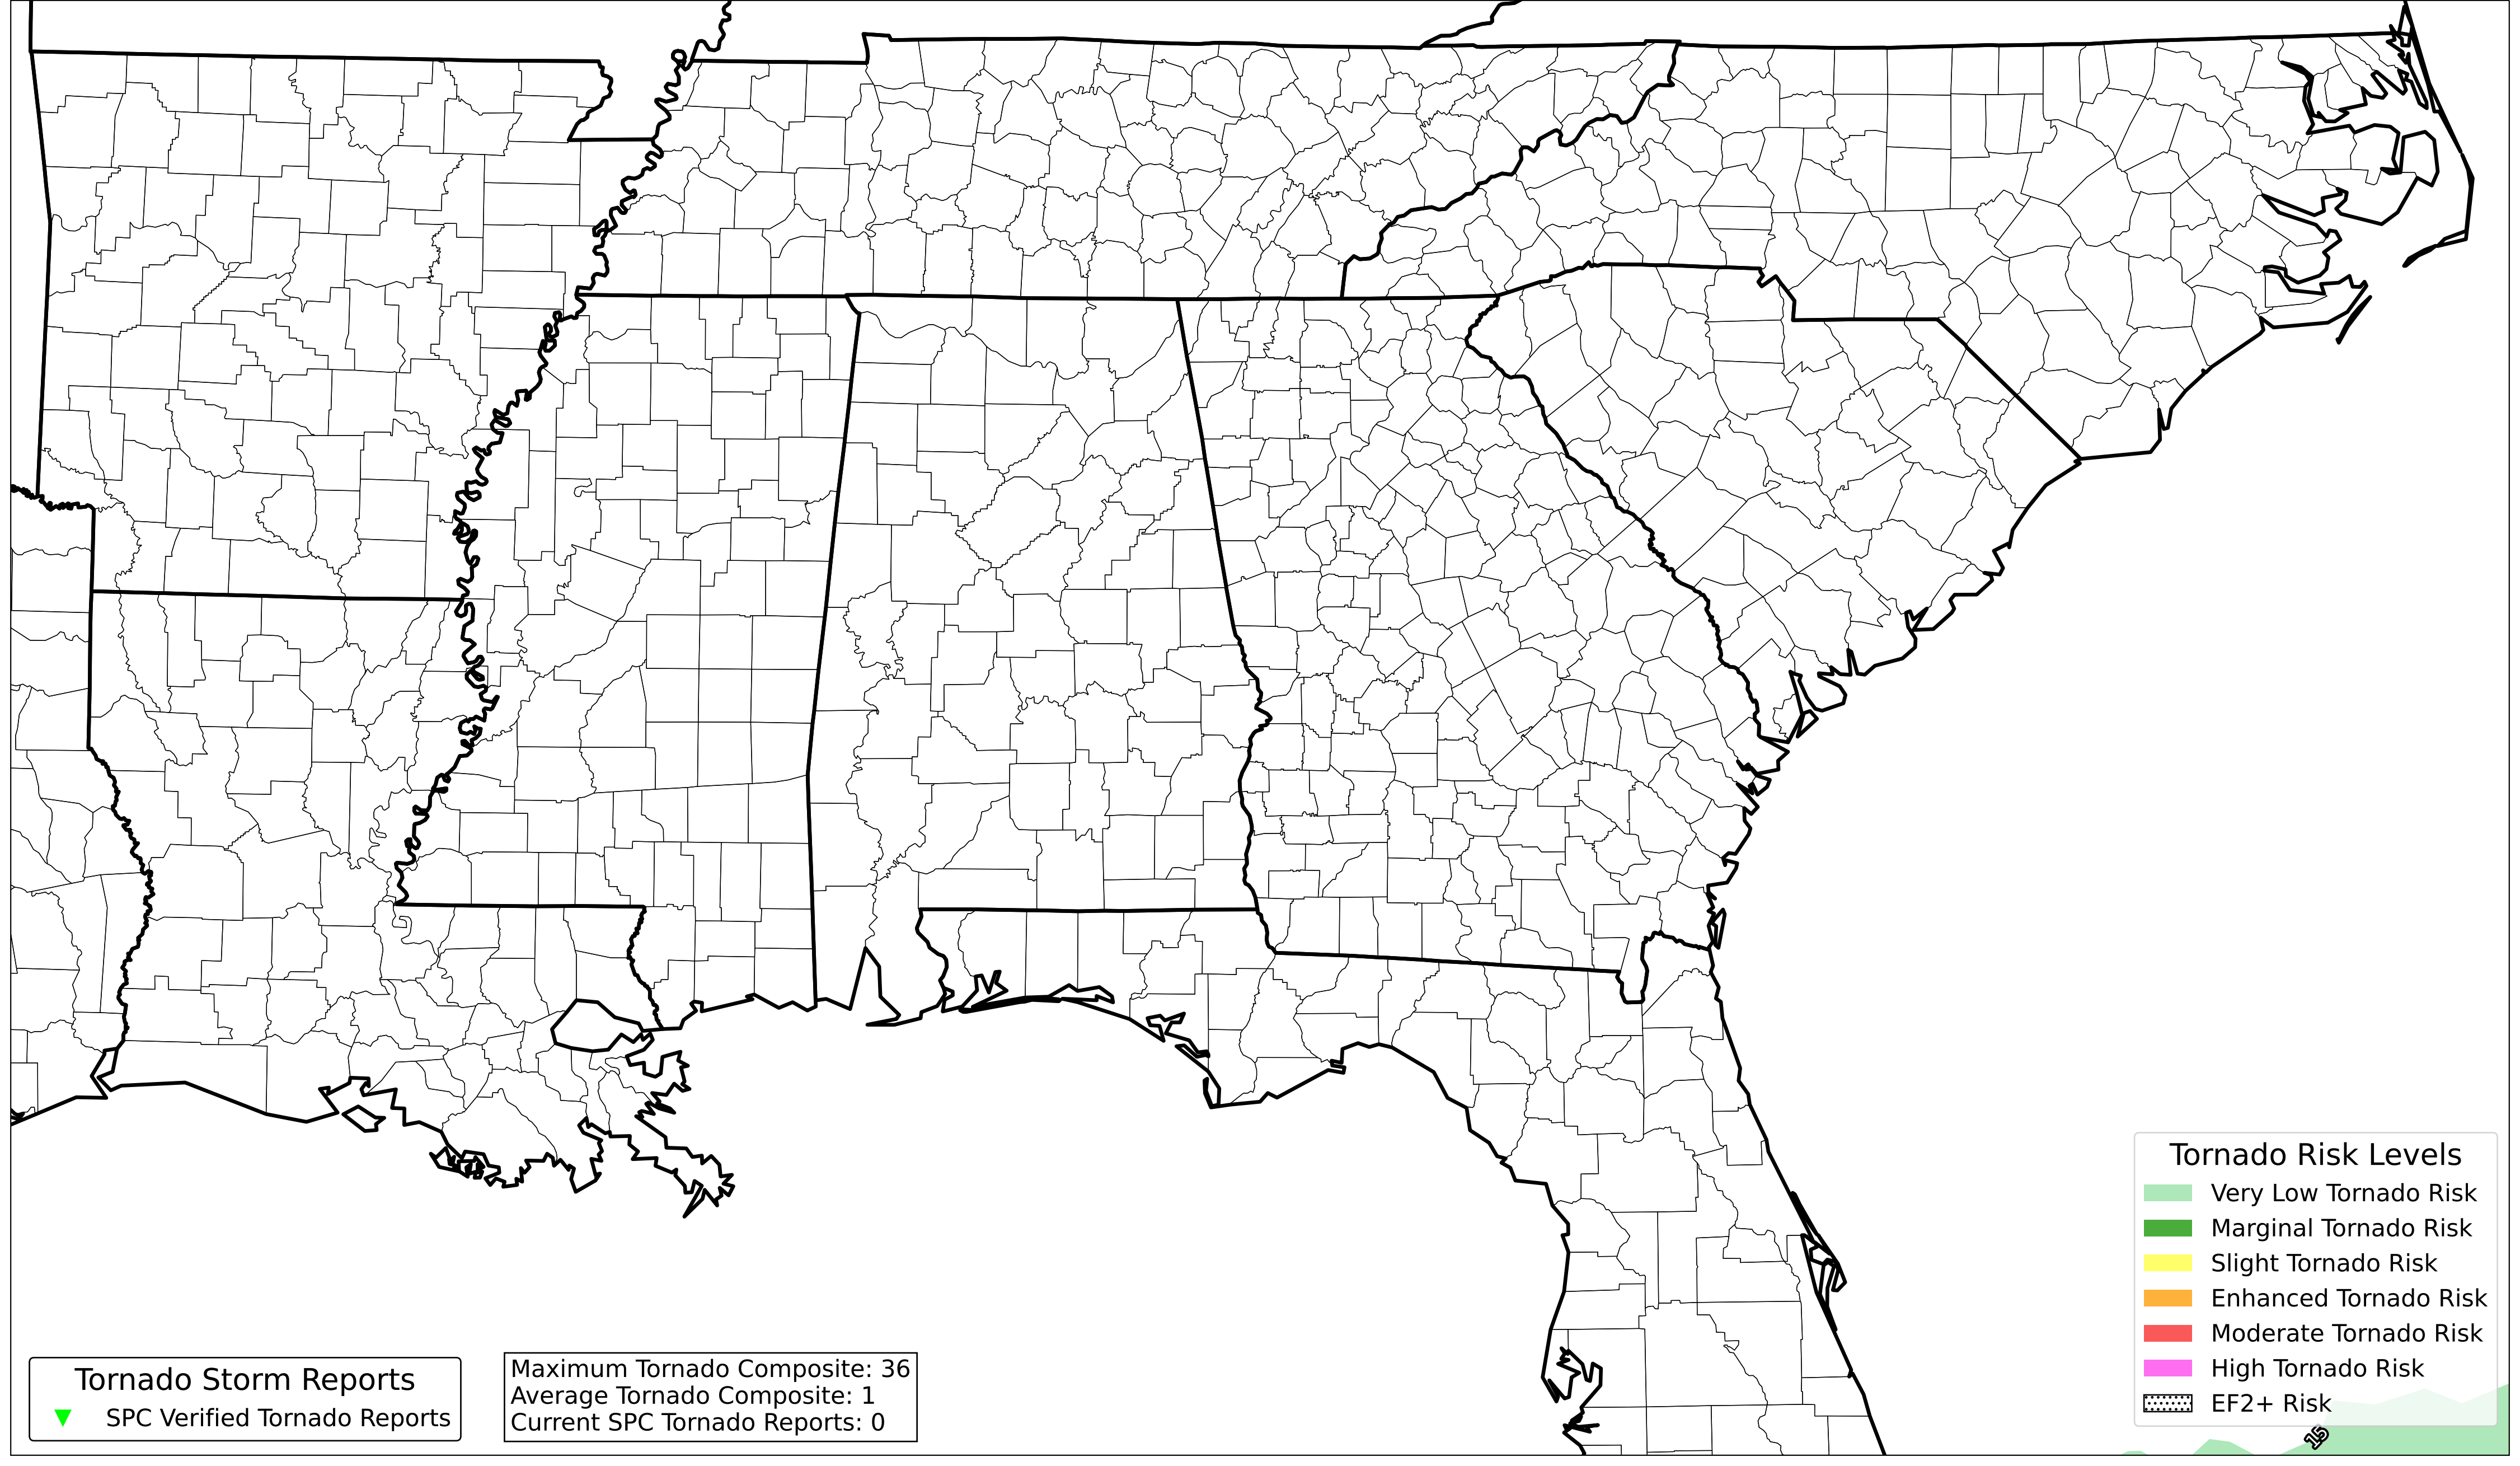 Tornado Risk Levels
Very Low Tornado Risk
Marginal Tornado Risk
Slight Tornado Risk
Enhanced Tornado Risk
Moderate Tornado Risk
High Tornado Risk
EF2+ Risk
15
Tornado Storm Reports
SPC Verified Tornado Reports
Maximum Tornado Composite: 36
Average Tornado Composite: 1
Current SPC Tornado Reports: 0